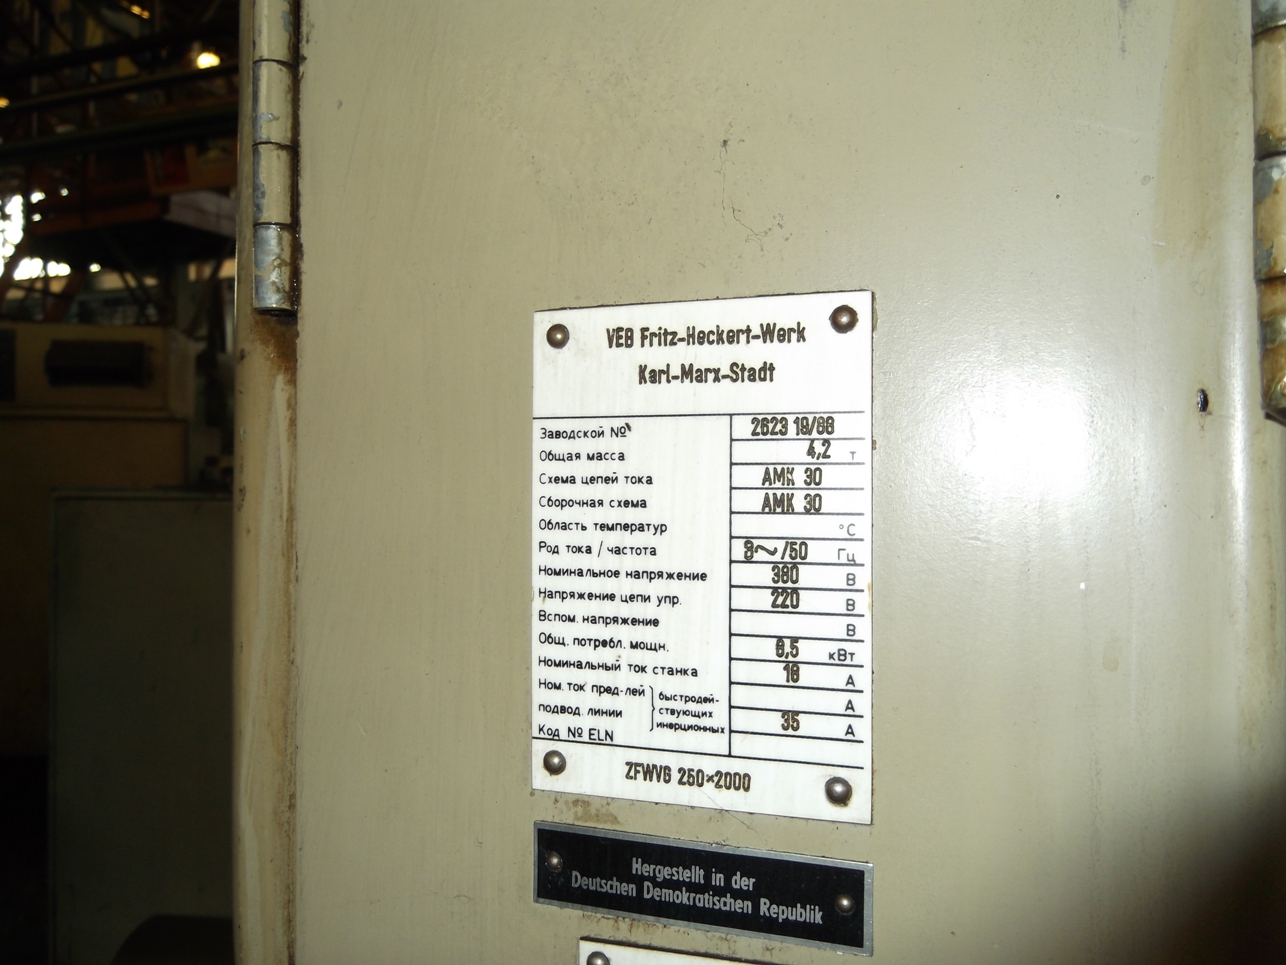 VEB Fritz-Heckert-Werk
Karl-Marx-Stadt
Заводской № 2623 19/88
Общая масса 4,2 т
Схема цепей тока АМК 30
Сборочная схема АМК 30
Область температур °C
Род тока / частота 3~/50 Гц
Номинальное напряжение 380 В
Напряжение цепи упр. 220 В
Вспом. напряжение В
Общ. потребл. мощн. кВт
Номинальный ток станка А
Ном. ток пред-лей } быстродей-
ствующих А
подвод. линии инерционных 35 А
Код № ELN
ZFWVG 250×2000
Hergestellt in der
Deutschen Demokratischen Republik